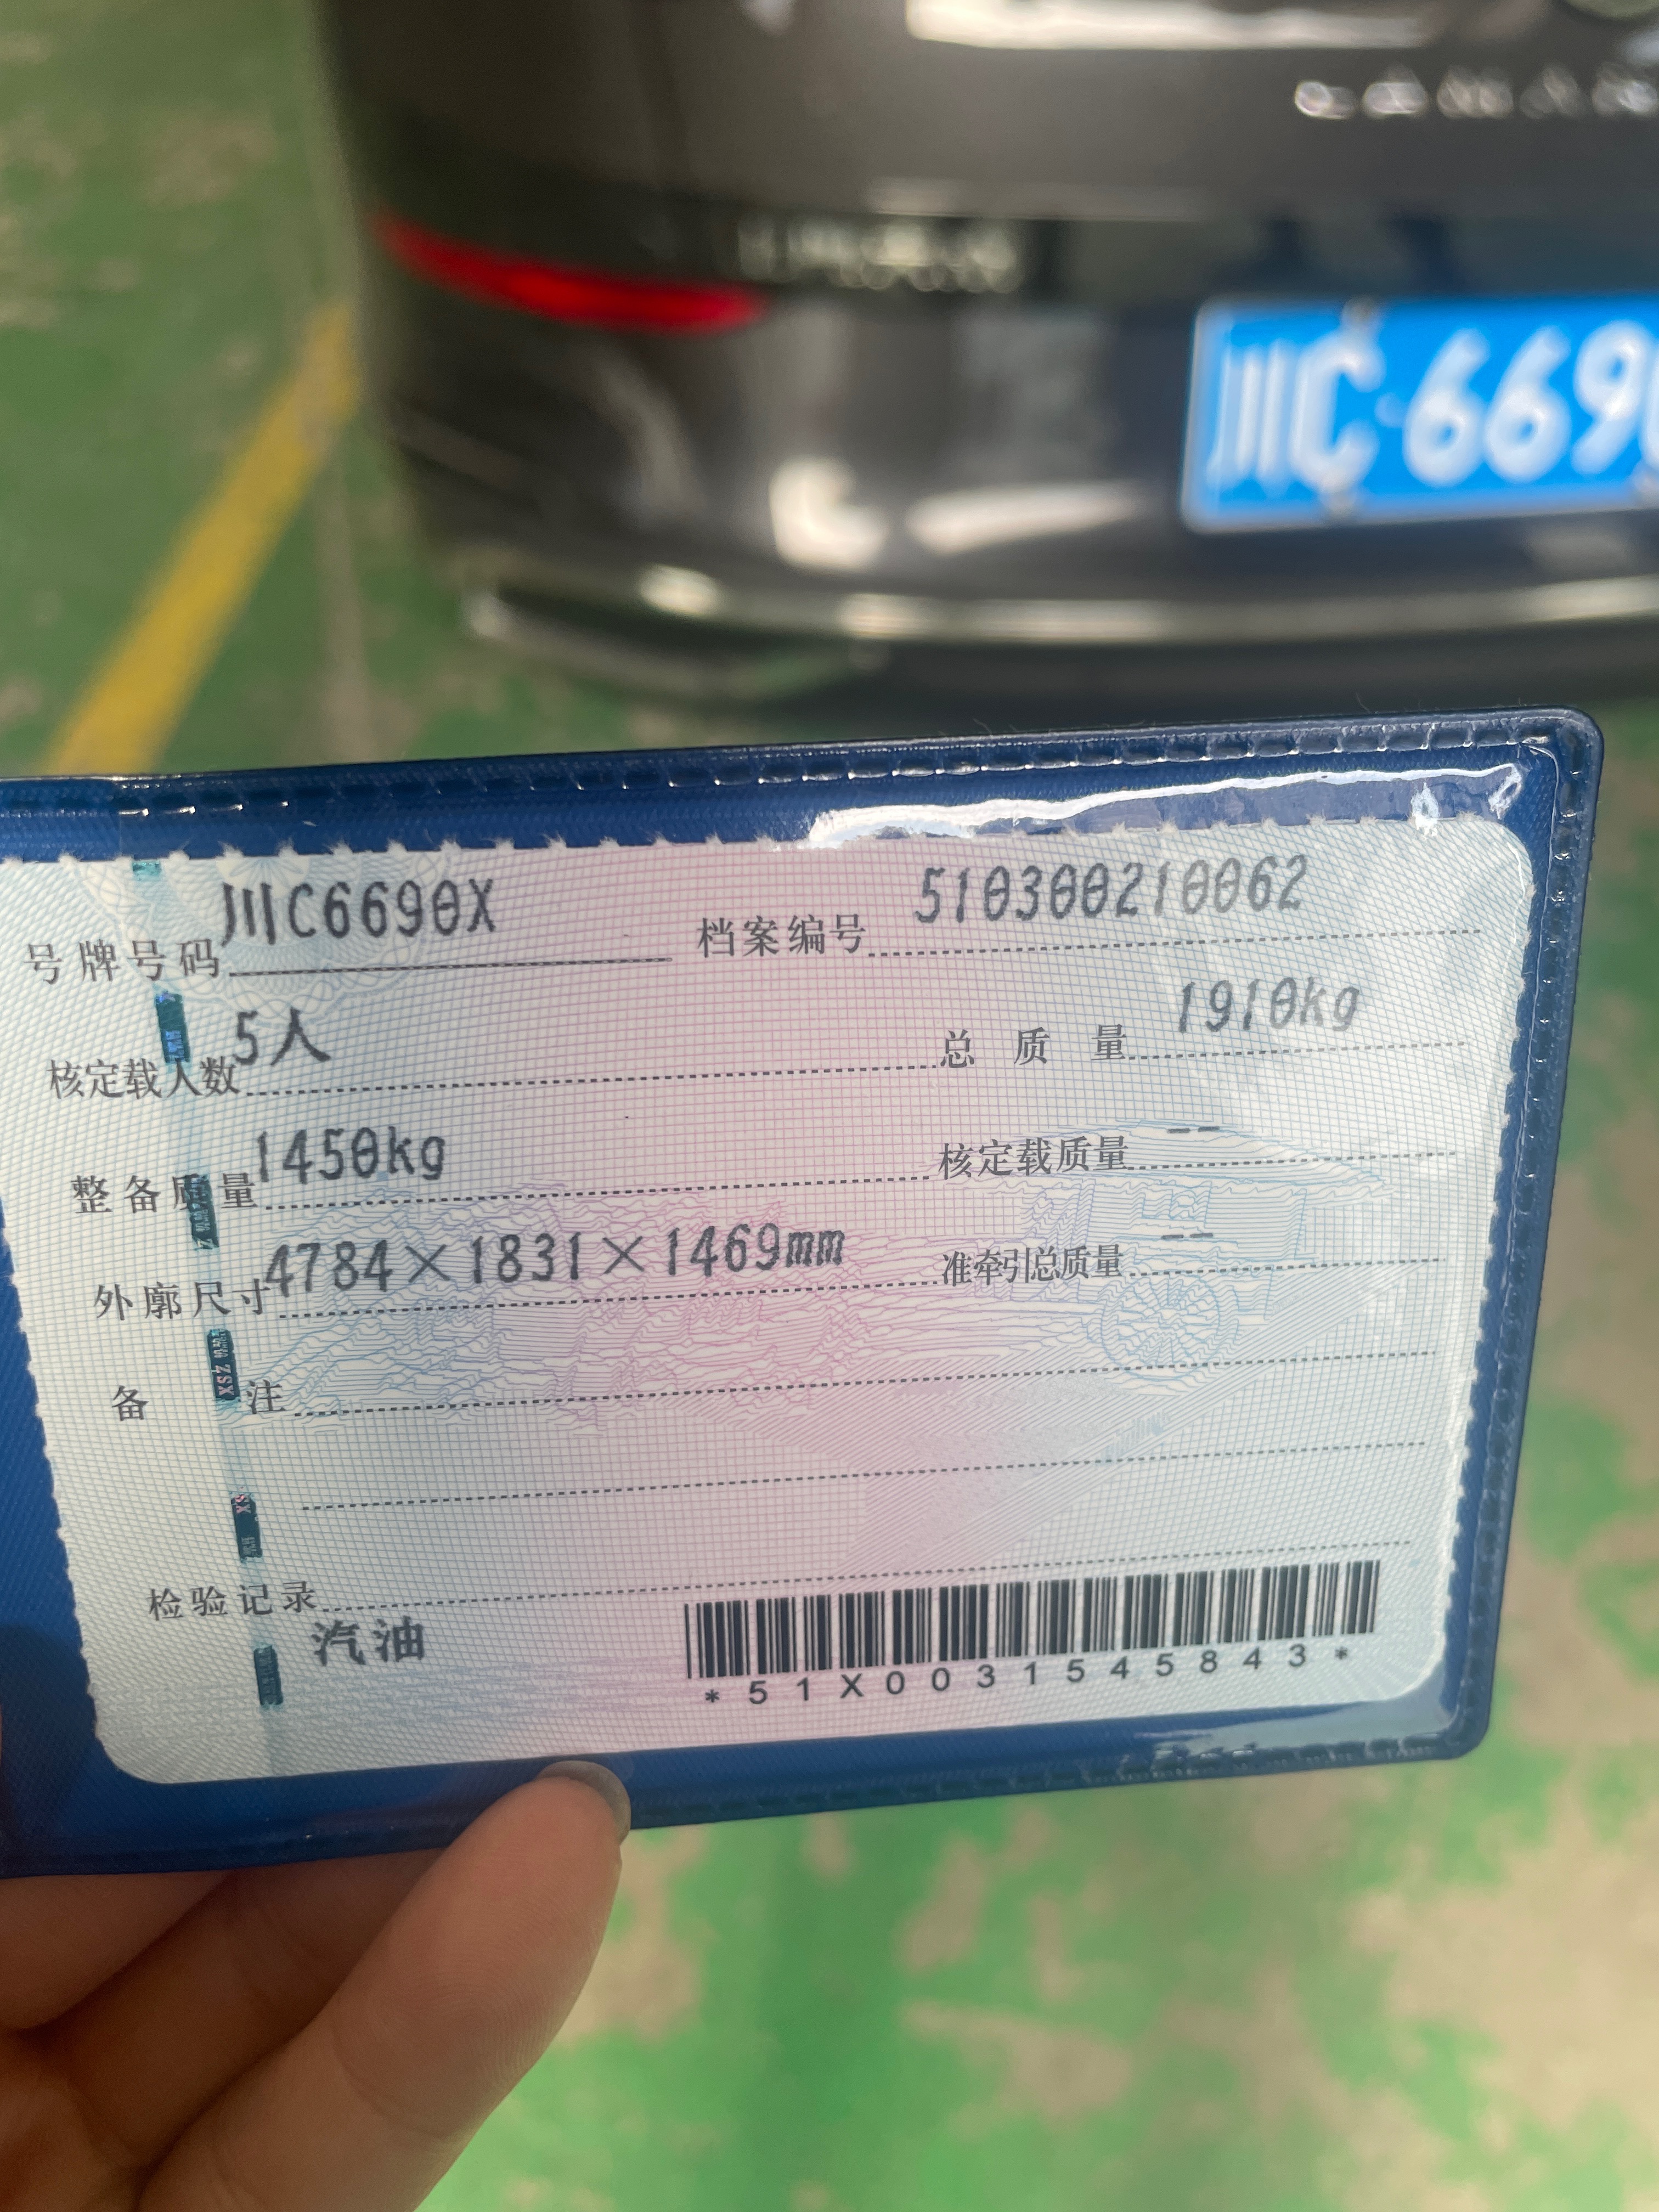 川C·669
号牌号码 川C6690X 档案编号 510300210062
核定载人数 5人 总质量 1910kg
整备质量 1450kg 核定载质量 --
外廓尺寸 4784×1831×1469mm 准牵引总质量 --
备注
检验记录
汽油
*51X0031545843*